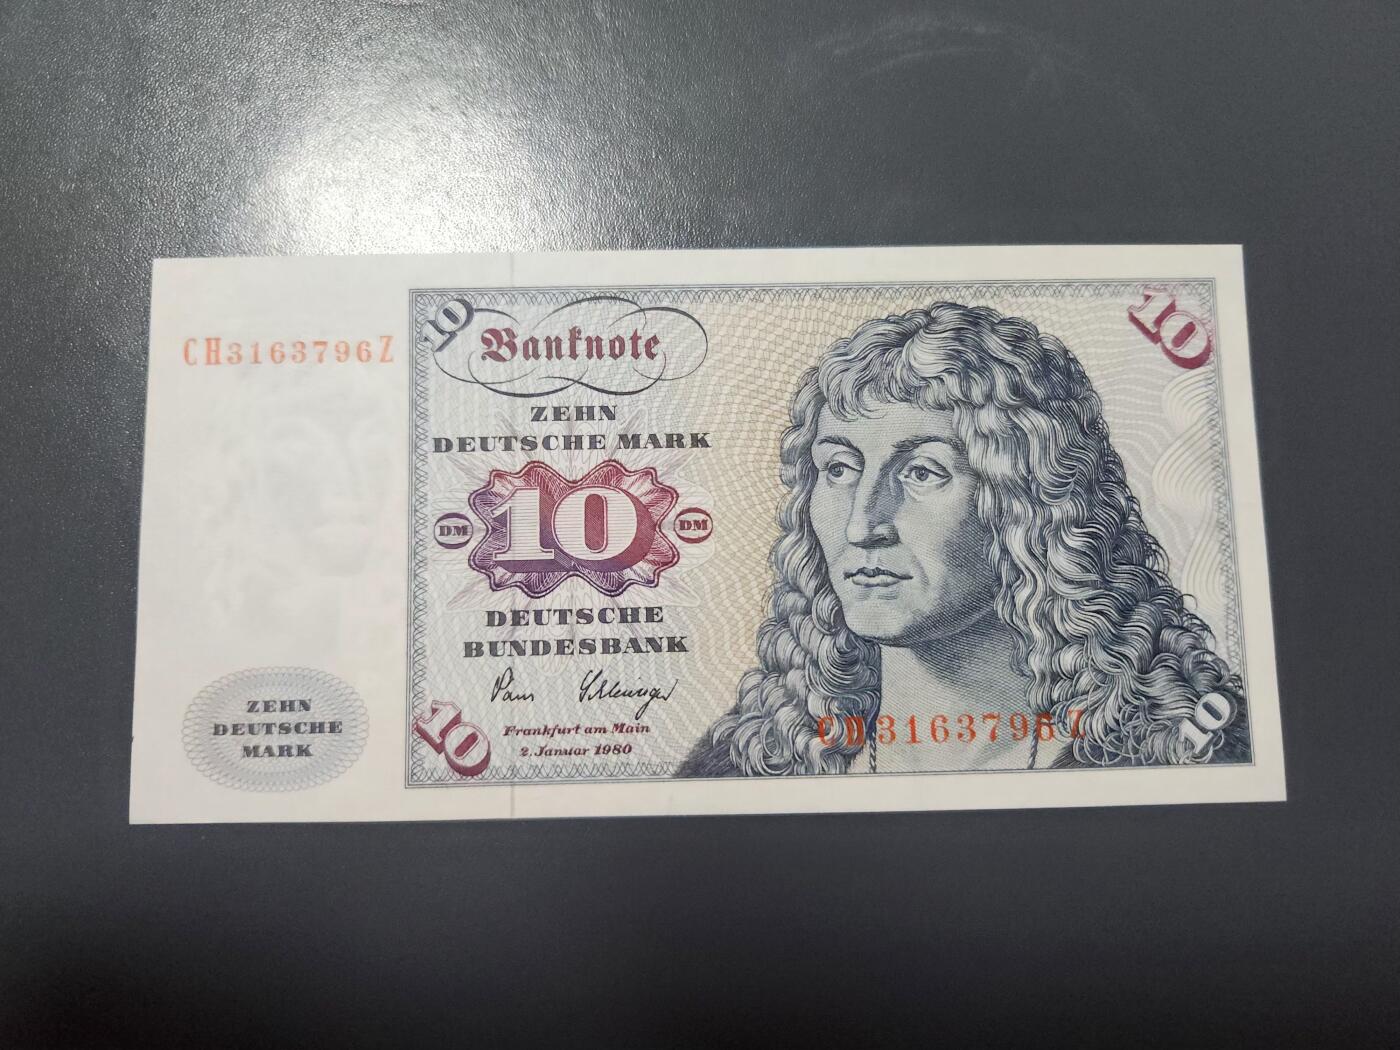 CH3163796Z
10
Banknote
10
ZEHN
DEUTSCHE MARK
DM
10
DM
DEUTSCHE
BUNDESBANK
10
Frankfurt am Main
2. Januar 1980
ZEHN
DEUTSCHE
MARK
CH3163796Z
10